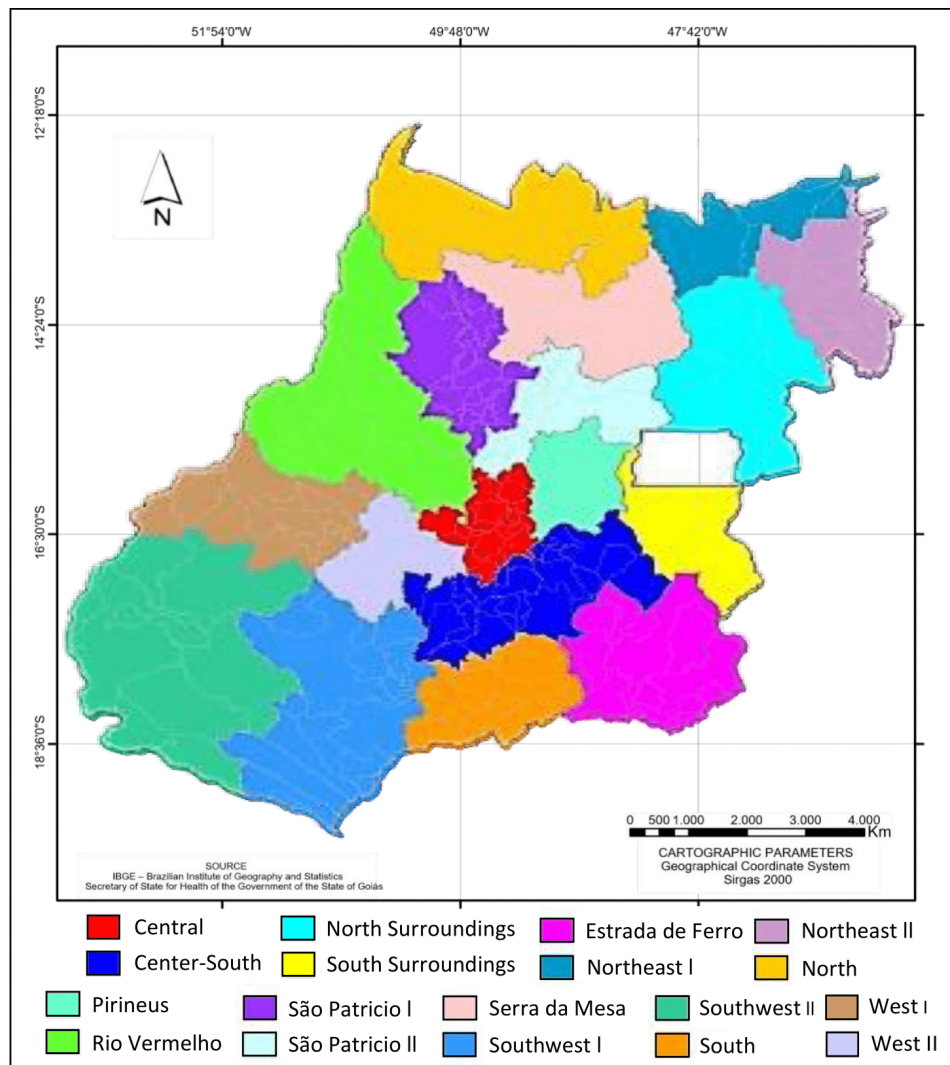 51°54'0"W 49°48'0"W 47°42'0"W
12°18'0"S
N
14°24'0"S
16°30'0"S
18°36'0"S
0 500 1.000 2.000 3.000 4.000
Km
CARTOGRAPHIC PARAMETERS
Geographical Coordinate System
Sirgas 2000
SOURCE
IBGE – Brazilian Institute of Geography and Statistics
Secretary of State for Health of the Government of the State of Goiás
Central North Surroundings Estrada de Ferro Northeast ll
Center-South South Surroundings Northeast l North
Pirineus São Patricio l Serra da Mesa Southwest II West I
Rio Vermelho São Patricio ll Southwest l South West II